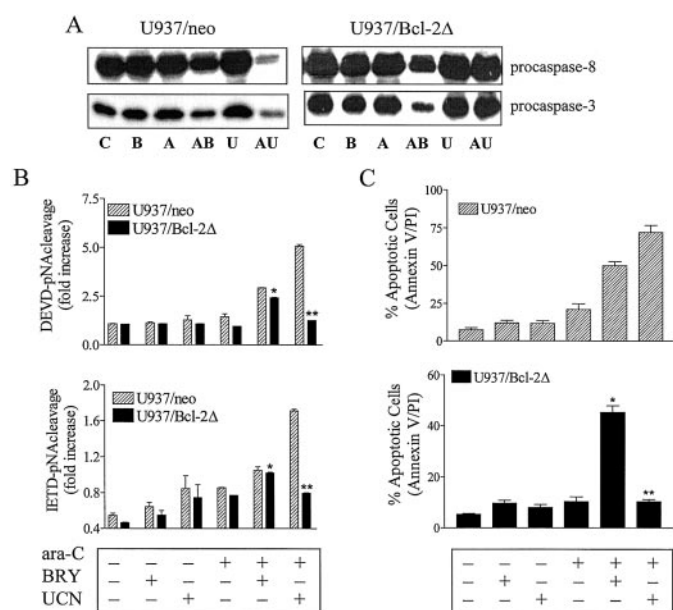 A
U937/neo
U937/Bcl-2Δ
procaspase-8
procaspase-3
C B A AB U AU
C B A AB U AU
B
7.5
5.0
2.5
0.0
DEVD-pNAcleavage
(fold increase)
U937/neo
U937/Bcl-2Δ
*
**
1.6
1.2
0.8
0.4
IETD-pNAcleavage
(fold increase)
U937/neo
U937/Bcl-2Δ
*
**
ara-C − − − + + +
BRY − + − − + −
UCN − − + − − +
C
100
75
50
25
0
% Apoptotic Cells
(Annexin V/PI)
U937/neo
60
40
20
0
% Apoptotic Cells
(Annexin V/PI)
U937/Bcl-2Δ
*
**
− − − + + +
− + − − + −
− − + − − +